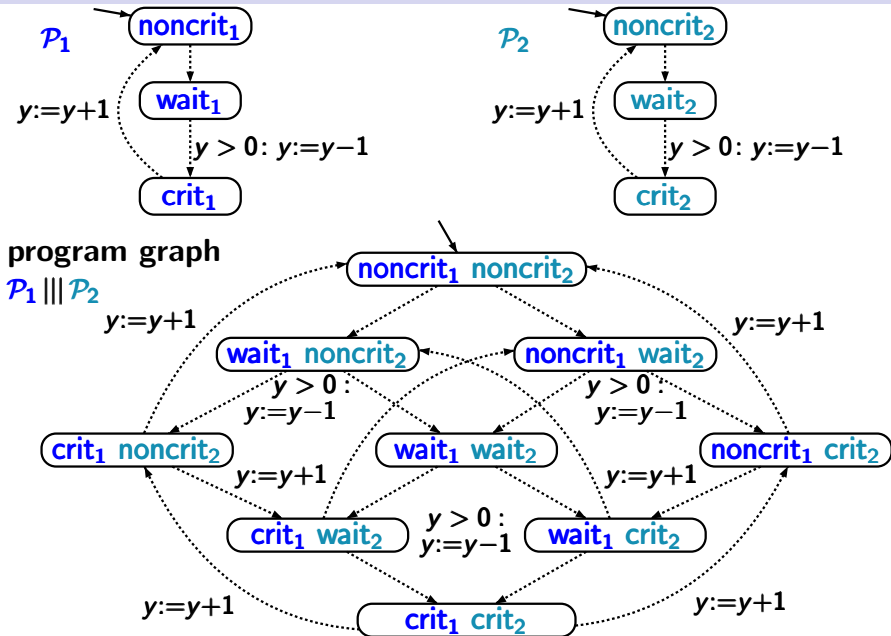 noncrit₁
noncrit₂
𝒫₁
𝒫₂
wait₁
wait₂
y:=y+1
y:=y+1
y > 0: y:=y−1
y > 0: y:=y−1
crit₁
crit₂
program graph
𝒫₁ ||| 𝒫₂
noncrit₁ noncrit₂
y:=y+1
y:=y+1
wait₁ noncrit₂
noncrit₁ wait₂
y > 0 :
y:=y−1
y > 0 :
y:=y−1
crit₁ noncrit₂
wait₁ wait₂
noncrit₁ crit₂
y:=y+1
y:=y+1
crit₁ wait₂
y > 0 :
y:=y−1
wait₁ crit₂
y:=y+1
y:=y+1
crit₁ crit₂